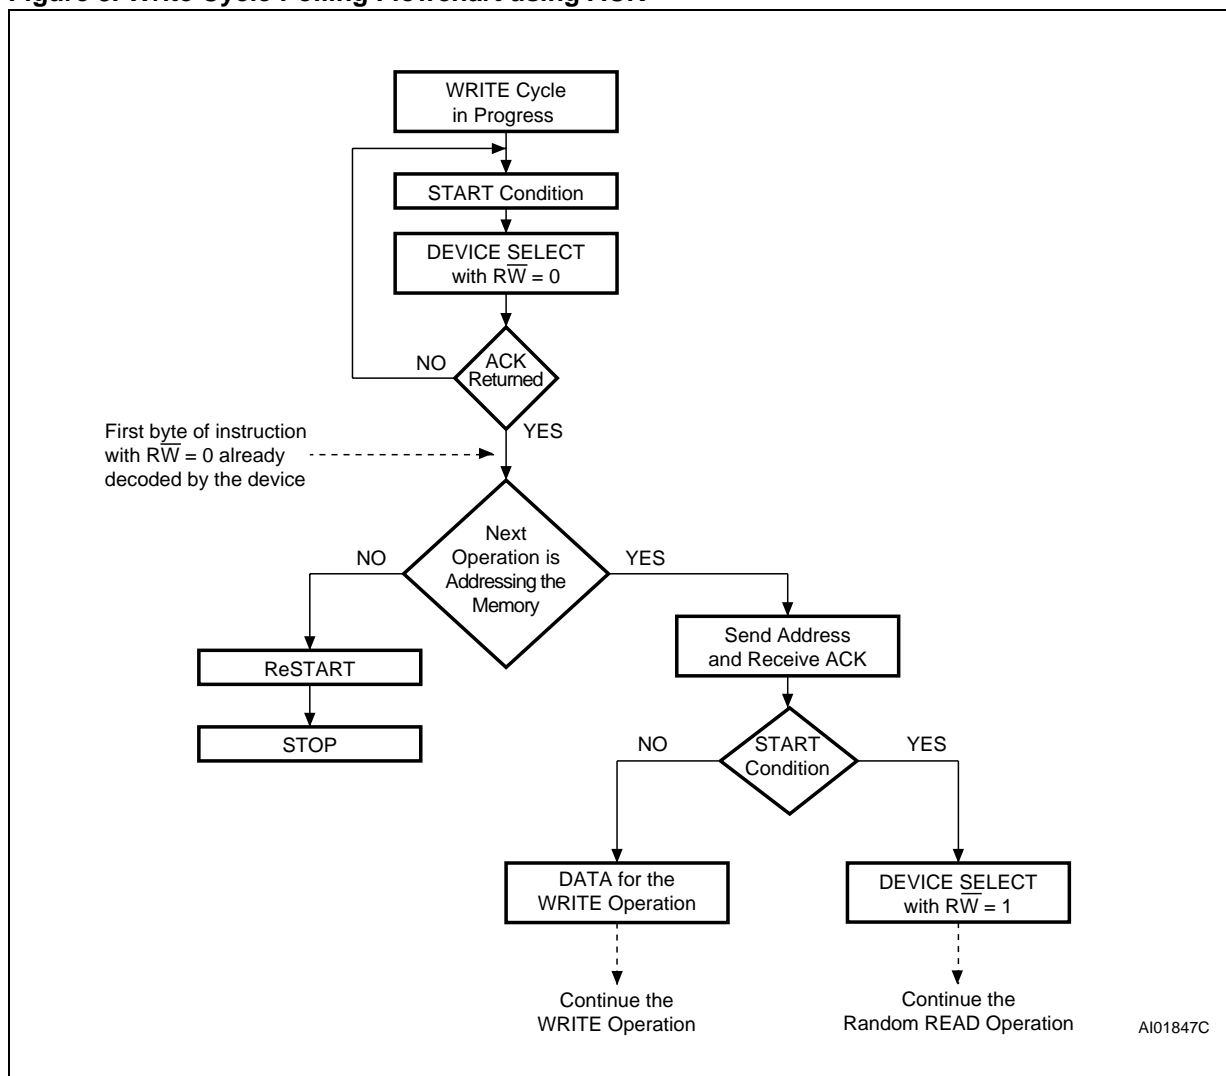 WRITE Cycle
in Progress
START Condition
DEVICE SELECT
with RW̅ = 0
ACK
Returned
NO
YES
First byte of instruction
with RW̅ = 0 already
decoded by the device
Next
Operation is
Addressing the
Memory
NO
YES
Send Address
and Receive ACK
ReSTART
STOP
START
Condition
NO
YES
DATA for the
WRITE Operation
DEVICE SELECT
with RW̅ = 1
Continue the
WRITE Operation
Continue the
Random READ Operation
AI01847C